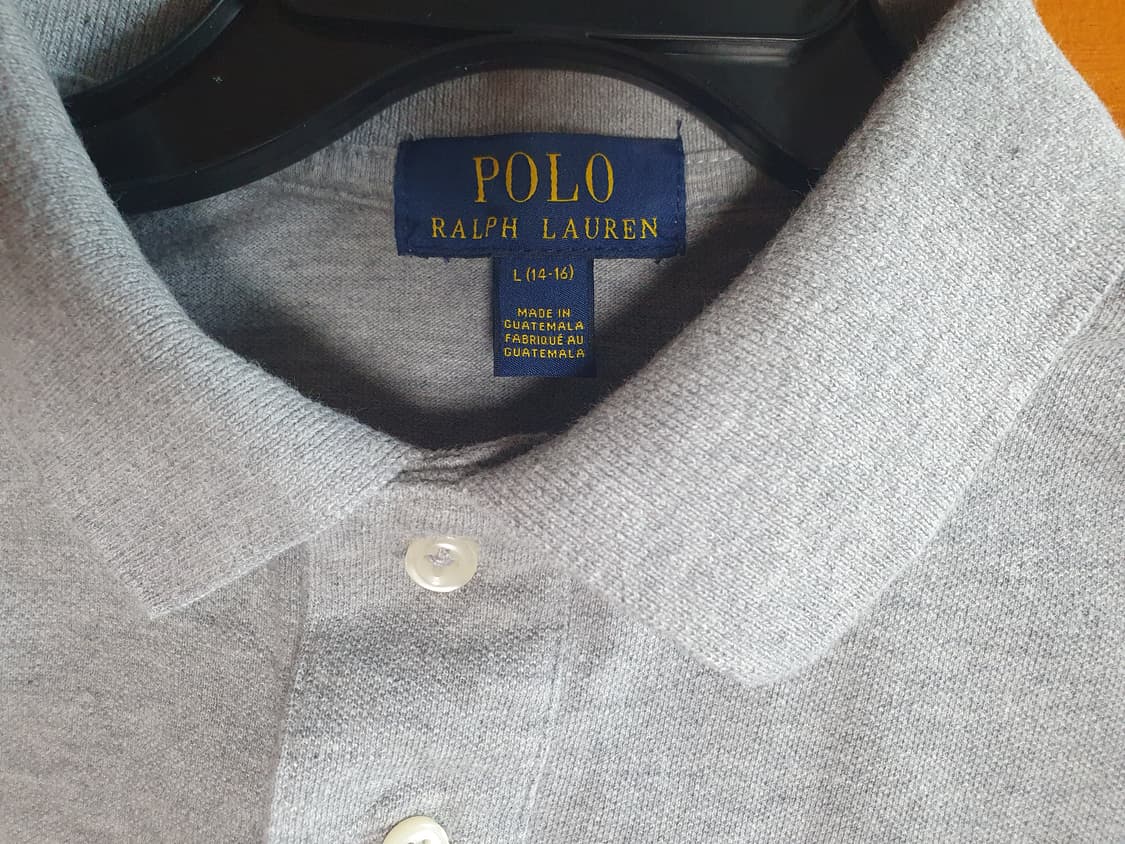 POLO
RALPH LAUREN
L (14-16)
MADE IN
GUATEMALA
FABRIQUÉ AU
GUATEMALA